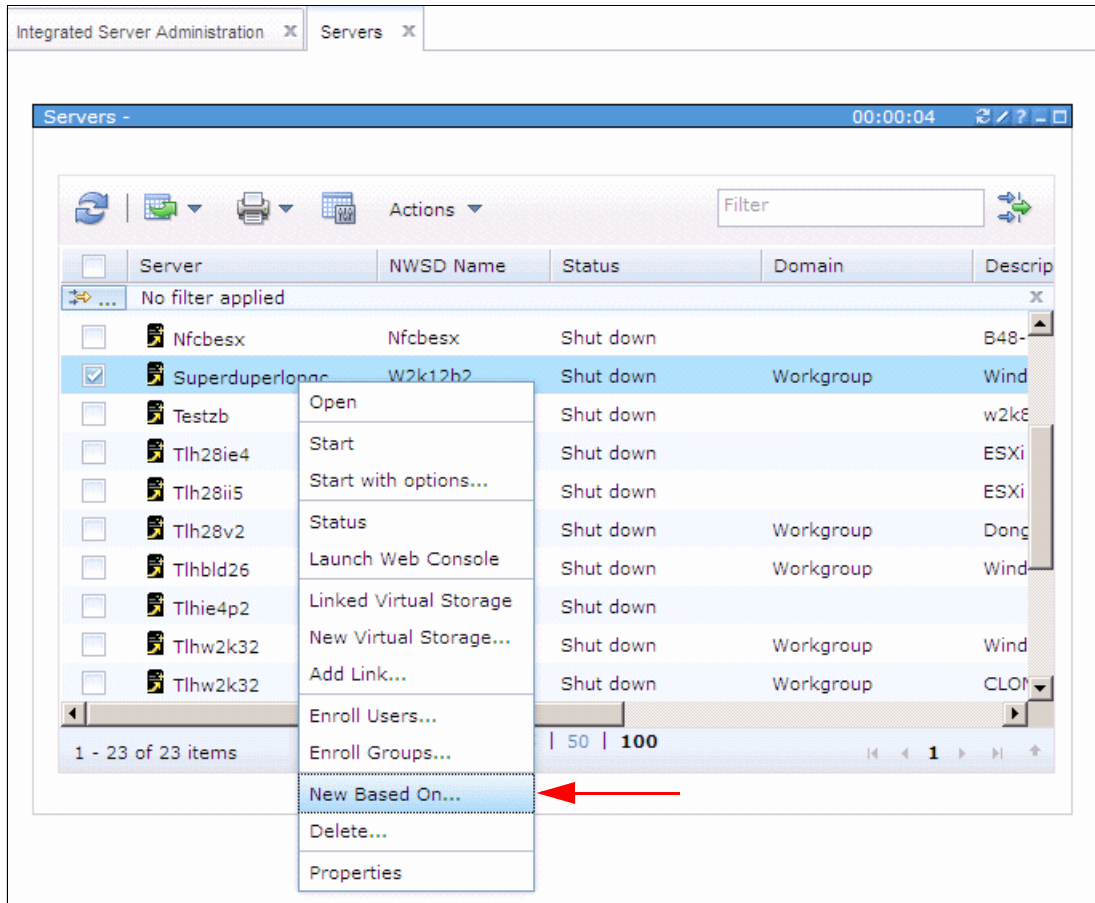 Integrated Server Administration X Servers X
Servers - 00:00:04 ?
Actions Filter
Server NWSD Name Status Domain Descrip
... No filter applied x
Nfcbesx Nfcbesx Shut down B48-
Superduperlongc W2k12b2 Shut down Workgroup Wind
Testzb Shut down w2k8
Tlh28ie4 Shut down ESXi
Tlh28ii5 Shut down ESXi
Tlh28v2 Shut down Workgroup Dong
Tlhbld26 Shut down Workgroup Wind
Tlhie4p2 Shut down
Tlhw2k32 Shut down Workgroup Wind
Tlhw2k32 Shut down Workgroup CLON
1 - 23 of 23 items | 50 | 100 1
Open
Start
Start with options...
Status
Launch Web Console
Linked Virtual Storage
New Virtual Storage...
Add Link...
Enroll Users...
Enroll Groups...
New Based On...
Delete...
Properties